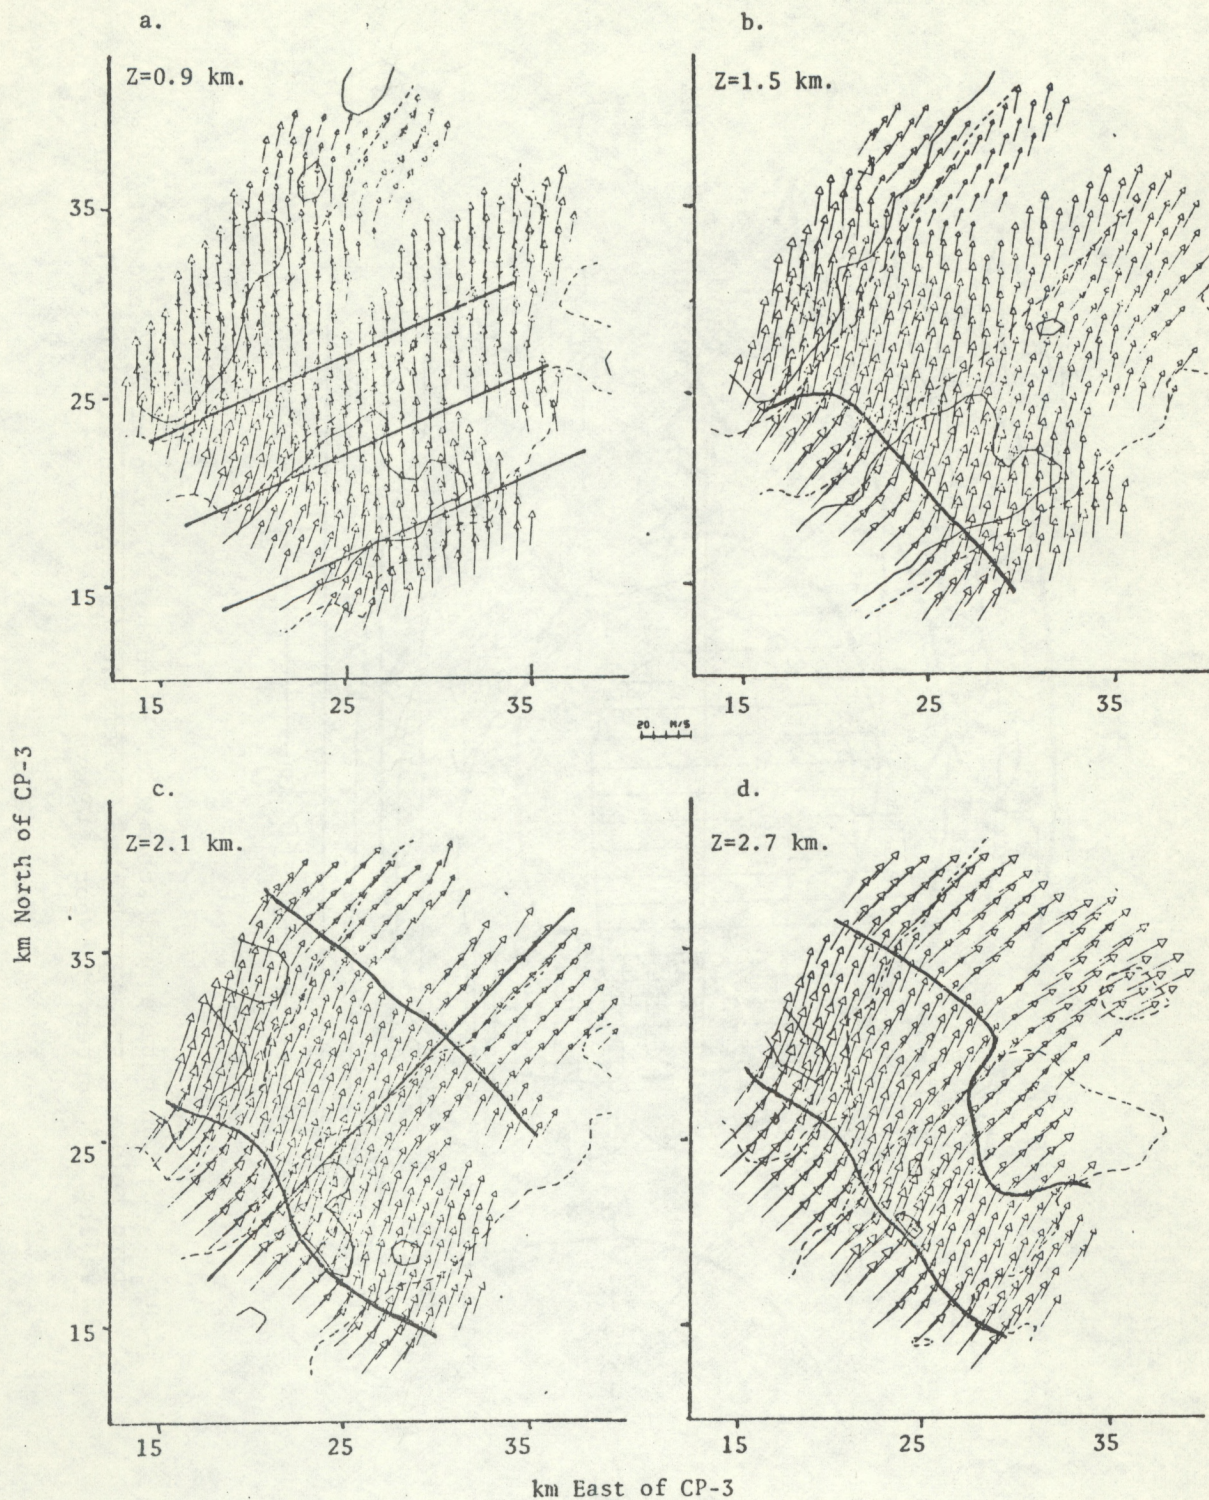 a.
b.
Z=0.9 km.
Z=1.5 km.
35
25
15
15 25 35
15 25 35
20. M/S
c.
d.
Z=2.1 km.
Z=2.7 km.
km North of CP-3
35
25
15
15 25 35
15 25 35
km East of CP-3